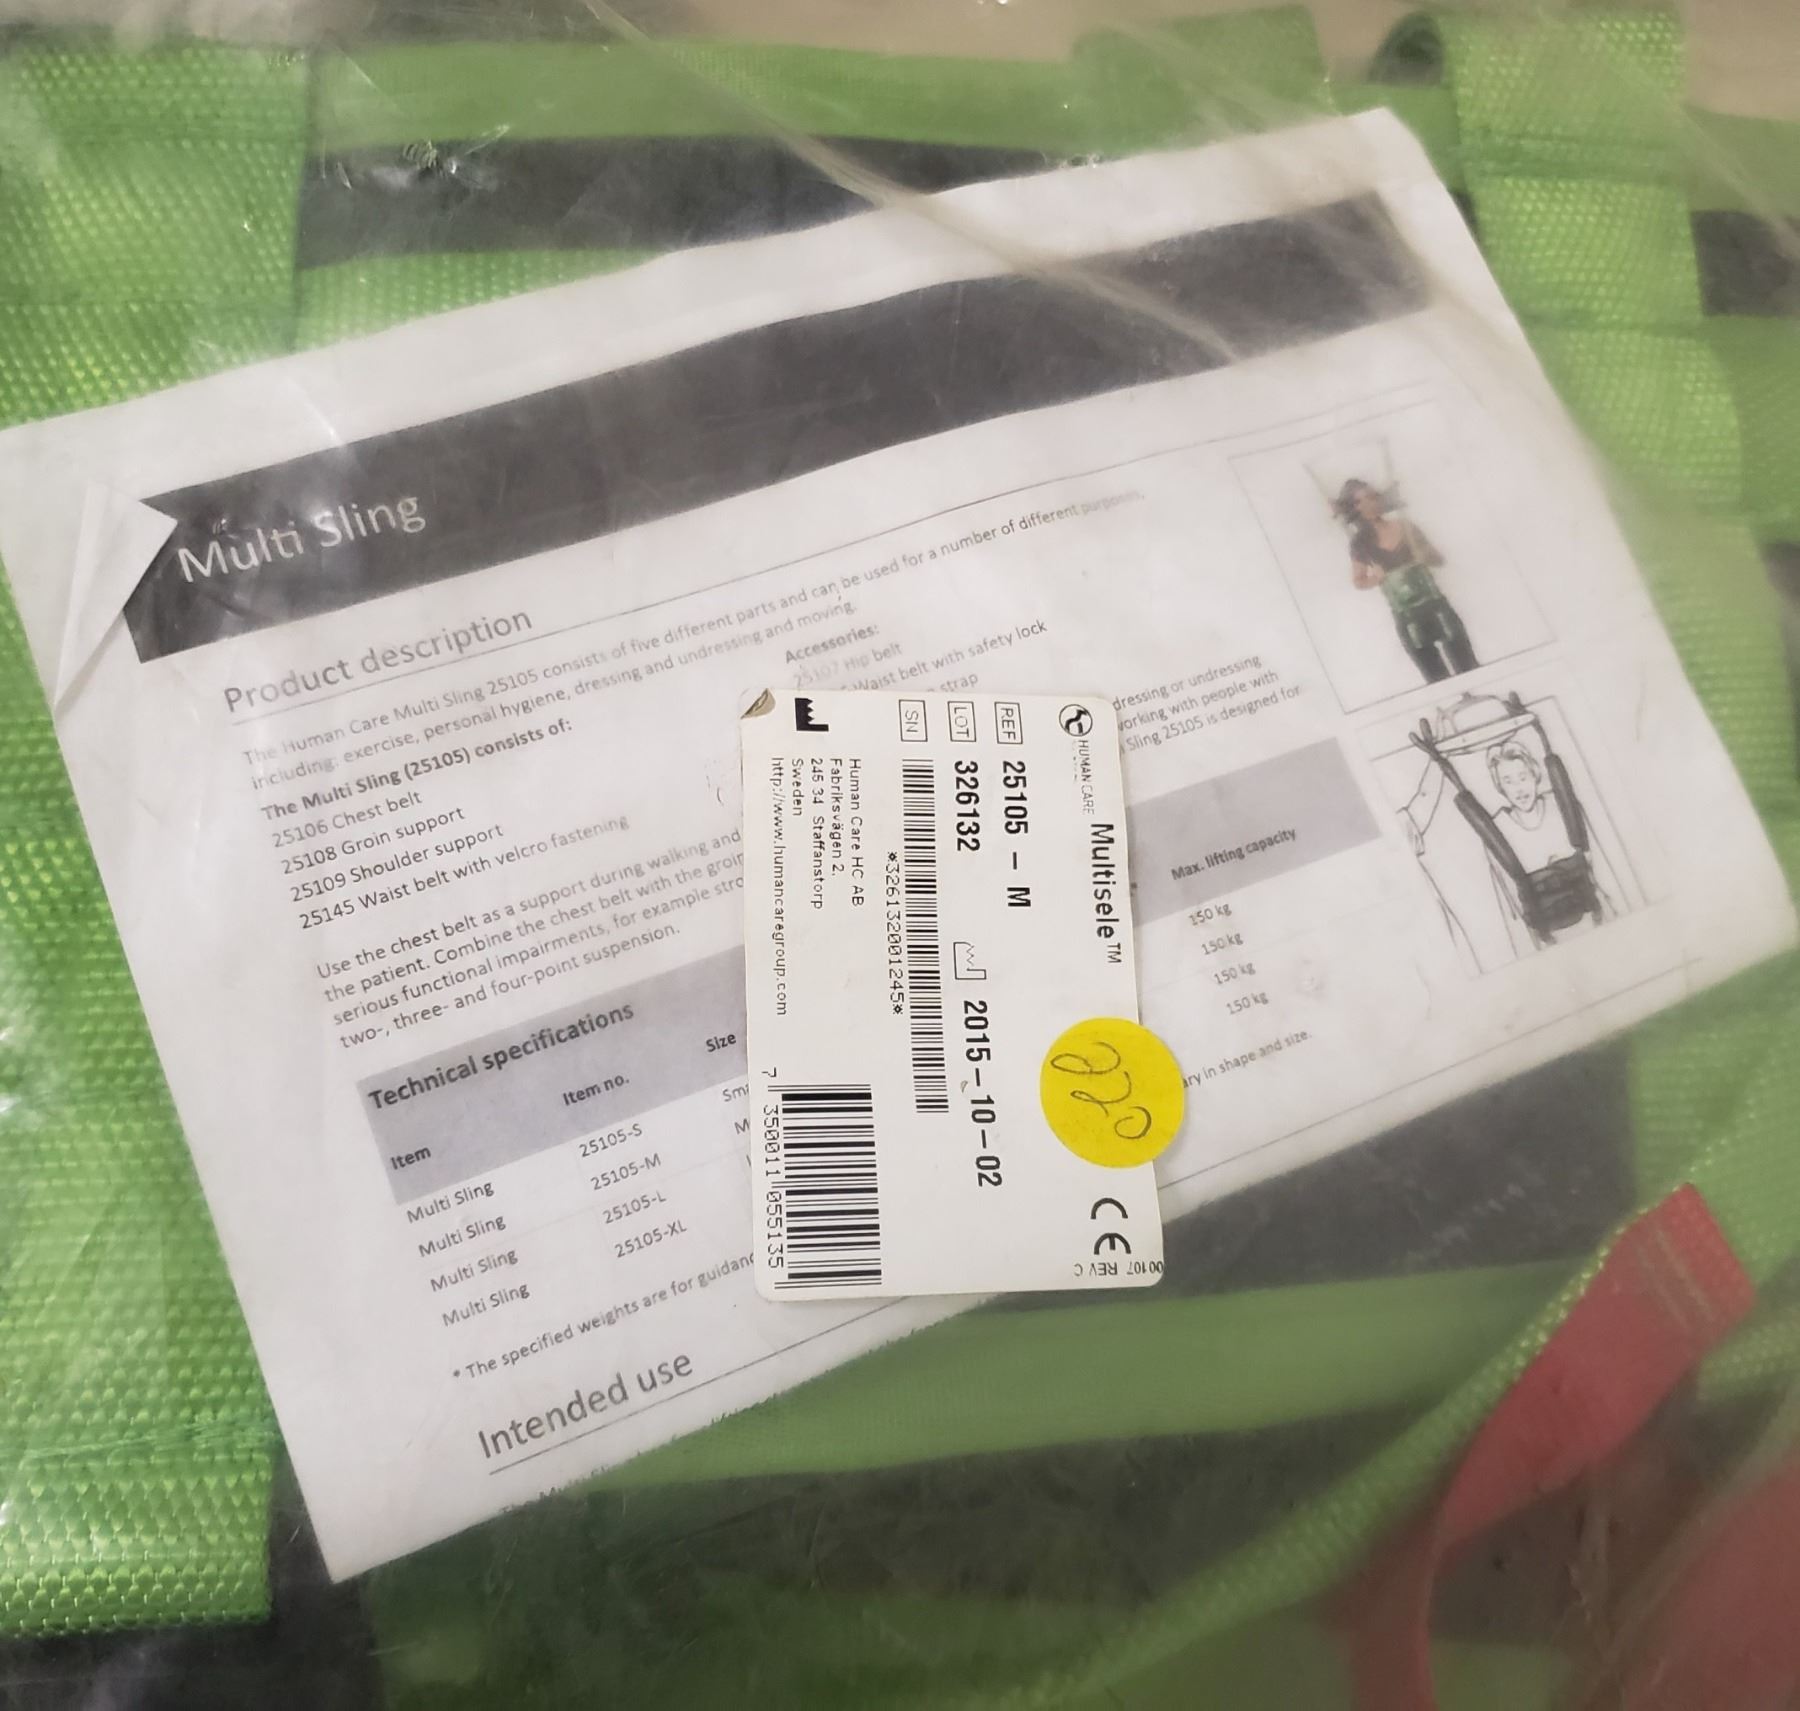 Multi Sling
Product description
The Human Care Multi Sling 25105 consists of five different parts and can be used for a number of different purposes,
including: exercise, personal hygiene, dressing and undressing and moving.
The Multi Sling (25105) consists of:
25106 Chest belt
25108 Groin support
25109 Shoulder support
25145 Waist belt with velcro fastening
Accessories:
25107 Hip belt
Waist belt with safety lock
strap
Use the chest belt as a support during walking and
dressing or undressing
the patient. Combine the chest belt with the groin
working with people with
serious functional impairments, for example stro
Sling 25105 is designed for
two-, three- and four-point suspension.
Technical specifications
Item
Item no.
Size
Max. lifting capacity
Multi Sling 25105-S Sma 150 kg
Multi Sling 25105-M M 150 kg
Multi Sling 25105-L 150 kg
Multi Sling 25105-XL 150 kg
* The specified weights are for guidanc
ary in shape and size.
Intended use
HUMAN CARE Multisele™
CE
00107 REV C
220
REF 25105 - M
LOT 326132 2015-10-02
SN
*326132001245*
Human Care HC AB
Fabriksvägen 2,
245 34 Staffanstorp
Sweden
http://www.humancaregroup.com
7 350011 055135